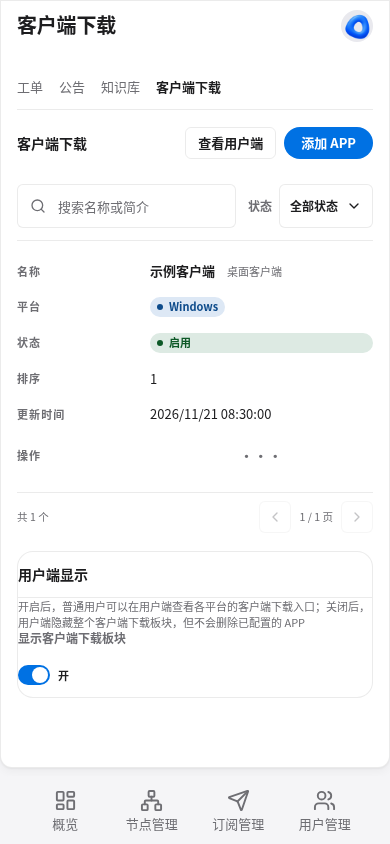 客户端下载
工单 公告 知识库 客户端下载
客户端下载 查看用户端 添加 APP
搜索名称或简介 状态 全部状态
名称 示例客户端 桌面客户端
平台 Windows
状态 启用
排序 1
更新时间 2026/11/21 08:30:00
操作 ...
共 1 个 1 / 1 页
用户端显示
开启后，普通用户可以在用户端查看各平台的客户端下载入口；关闭后，
用户端隐藏整个客户端下载板块，但不会删除已配置的 APP
显示客户端下载板块
开
概览 节点管理 订阅管理 用户管理